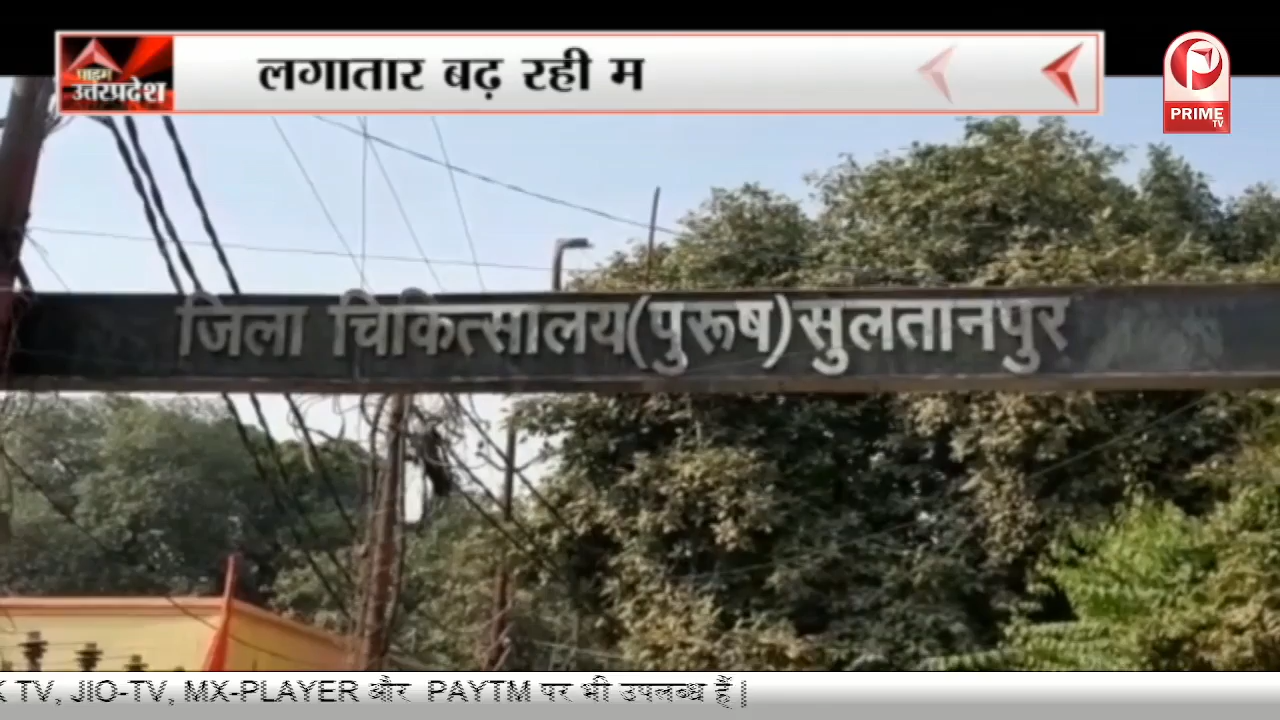 लगातार बढ़ रही म
प्राइम
उत्तरप्रदेश
PRIME
TV
जिला चिकित्सालय(पुरूष)सुलतानपुर
TV, JIO-TV, MX-PLAYER और PAYTM पर भी उपलब्ध हैं|